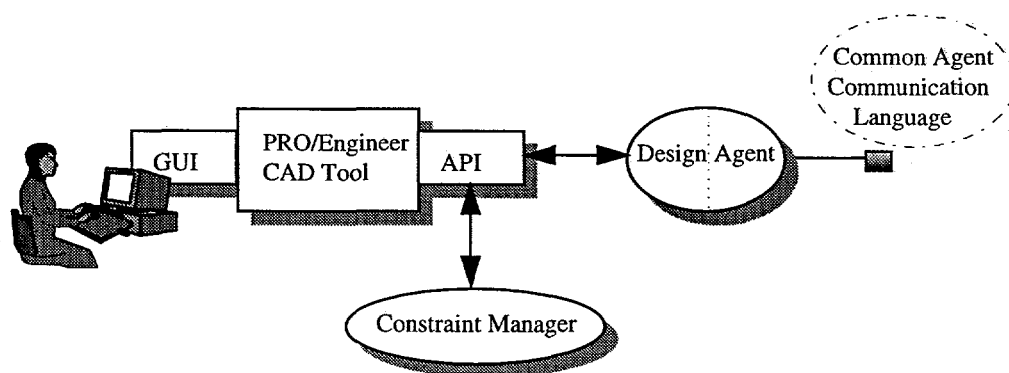 Common Agent
Communication
Language
GUI
PRO/Engineer
CAD Tool
API
Design Agent
Constraint Manager